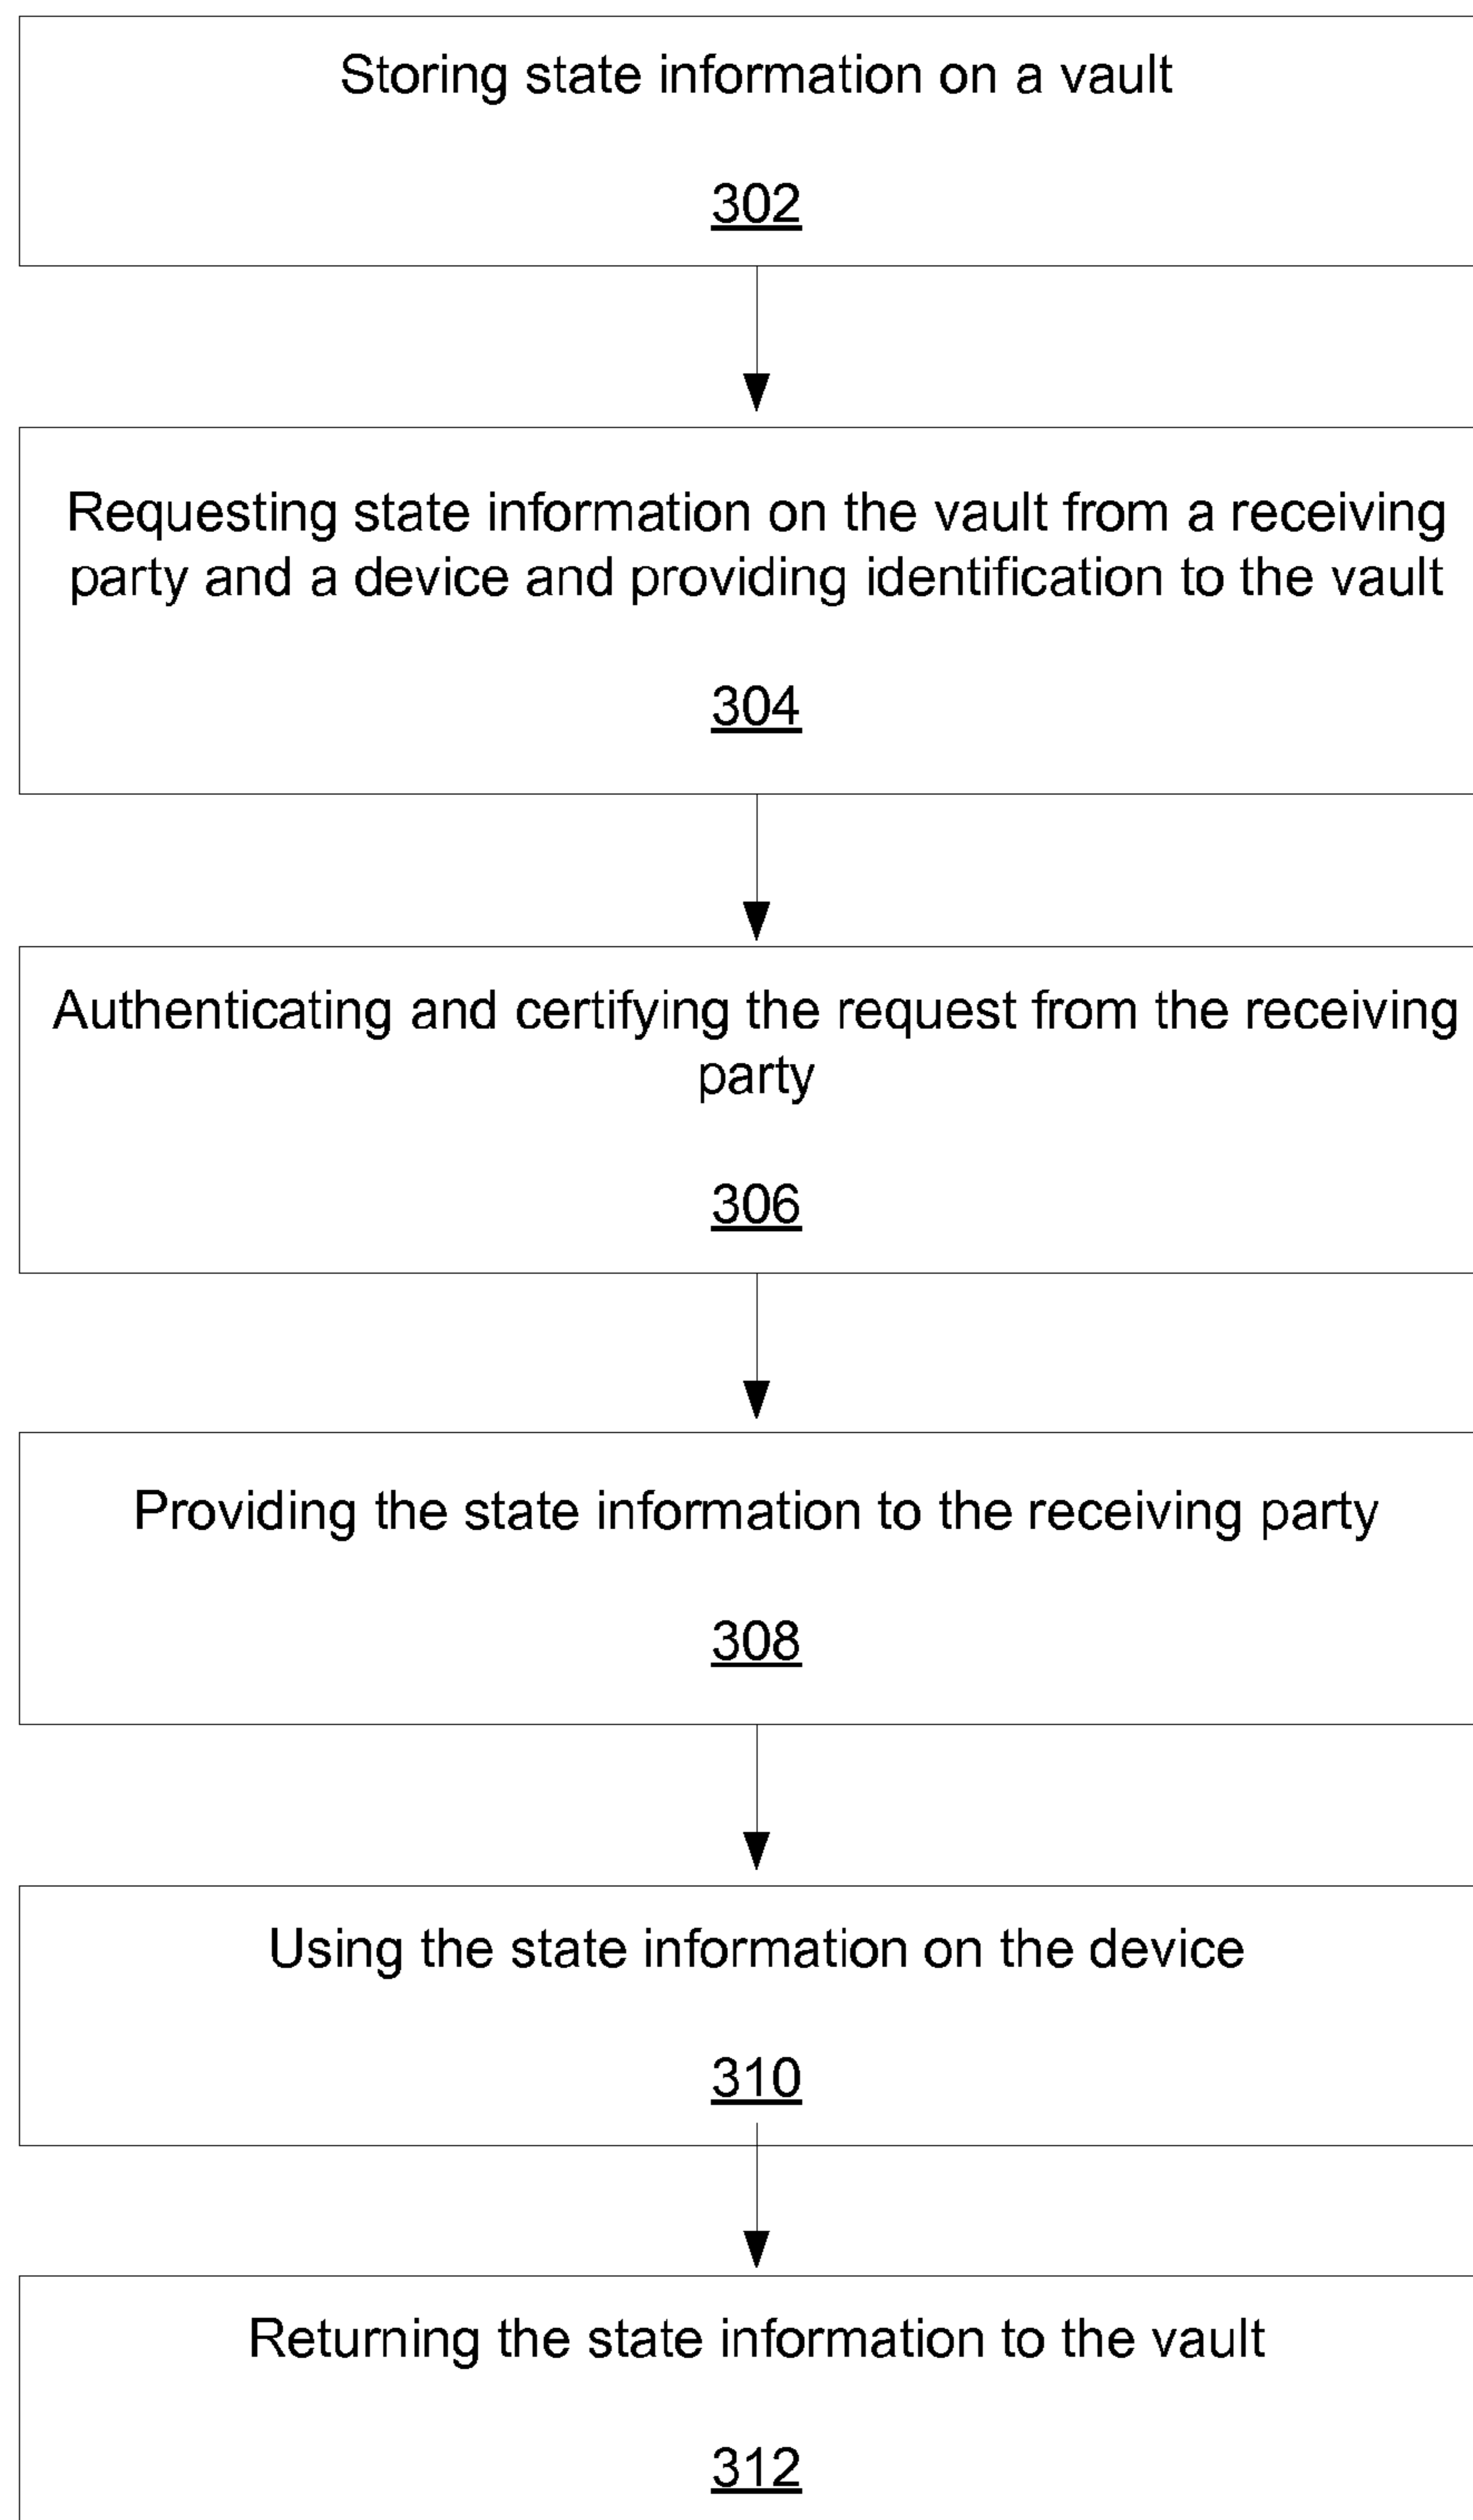 Storing state information on a vault
302
Requesting state information on the vault from a receiving
party and a device and providing identification to the vault
304
Authenticating and certifying the request from the receiving
party
306
Providing the state information to the receiving party
308
Using the state information on the device
310
Returning the state information to the vault
312